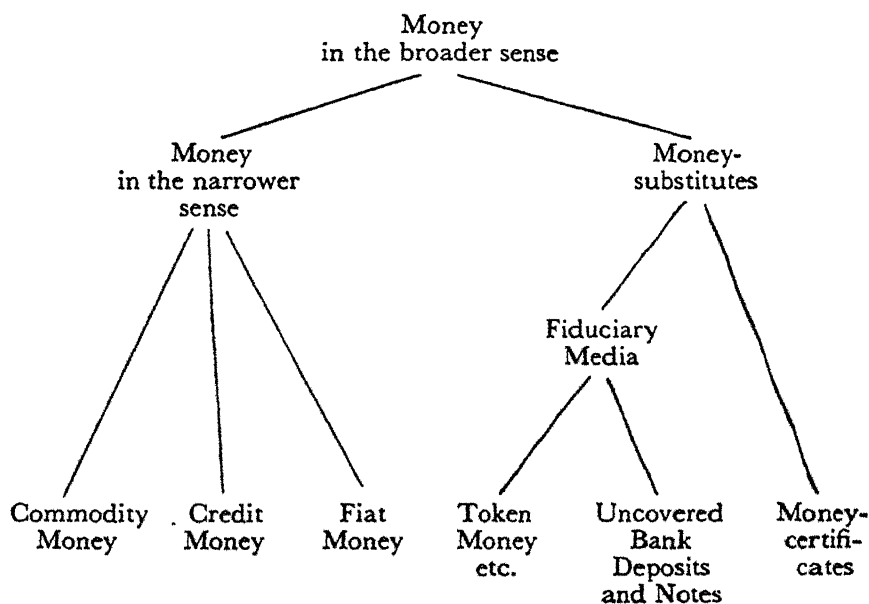 Money
in the broader sense
Money
in the narrower
sense
Money-
substitutes
Fiduciary
Media
Commodity
Money
Credit
Money
Fiat
Money
Token
Money
etc.
Uncovered
Bank
Deposits
and Notes
Money-
certifi-
cates